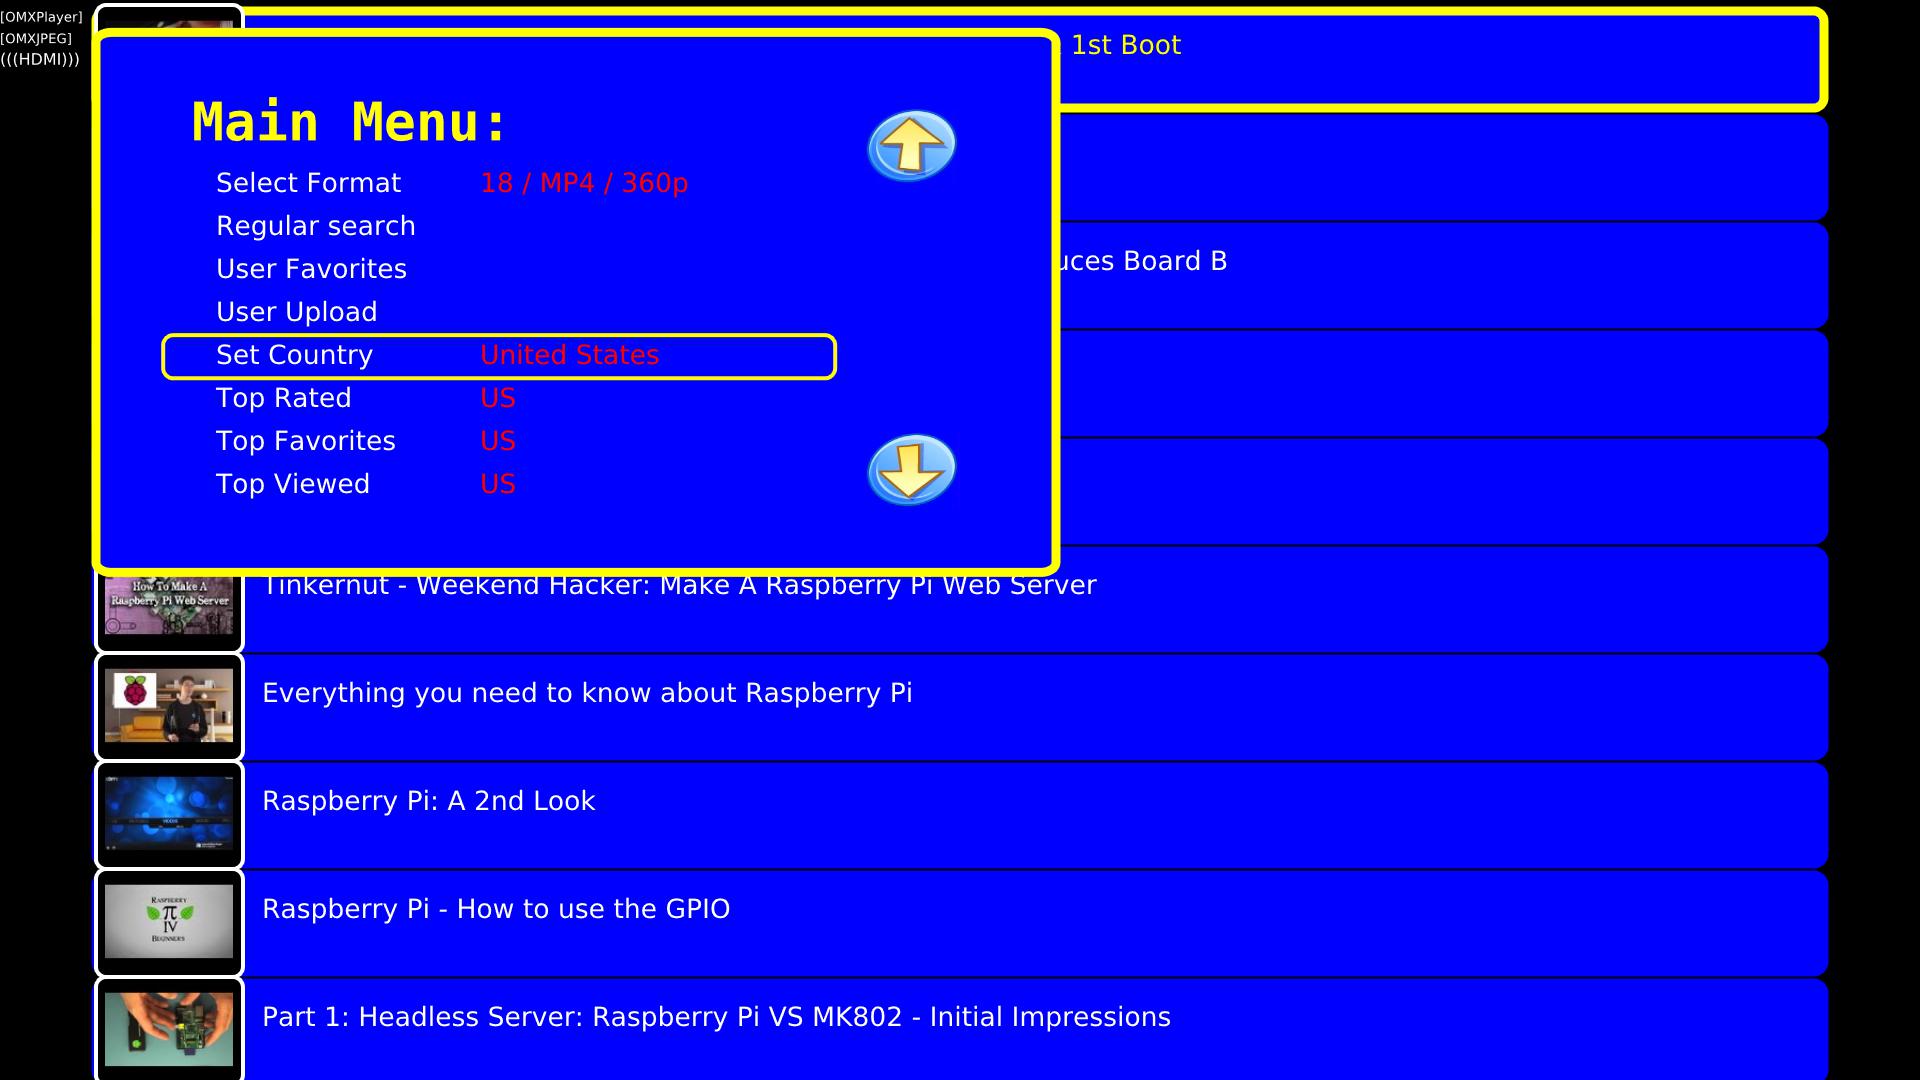 [OMXPlayer]
[OMXJPEG]
(((HDMI)))
1st Boot
Main Menu:
Select Format 18 / MP4 / 360p
Regular search
User Favorites
uces Board B
User Upload
Set Country United States
Top Rated US
Top Favorites US
Top Viewed US
Tinkernut - Weekend Hacker: Make A Raspberry Pi Web Server
How To Make A
Raspberry Pi Web Server
Everything you need to know about Raspberry Pi
Raspberry Pi: A 2nd Look
VIDEOS
Raspberry Pi - How to use the GPIO
RASPBERRY
π
IV
BEGINNERS
Part 1: Headless Server: Raspberry Pi VS MK802 - Initial Impressions